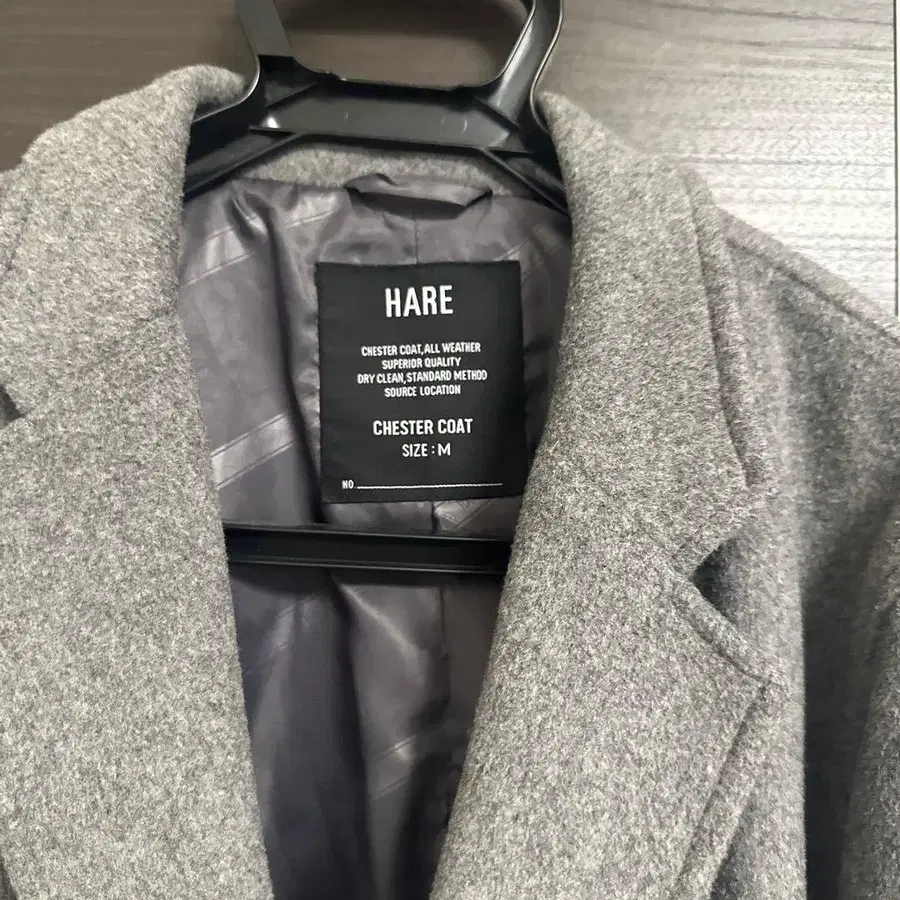 HARE
CHESTER COAT, ALL WEATHER
SUPERIOR QUALITY
DRY CLEAN, STANDARD METHOD
SOURCE LOCATION
CHESTER COAT
SIZE : M
NO